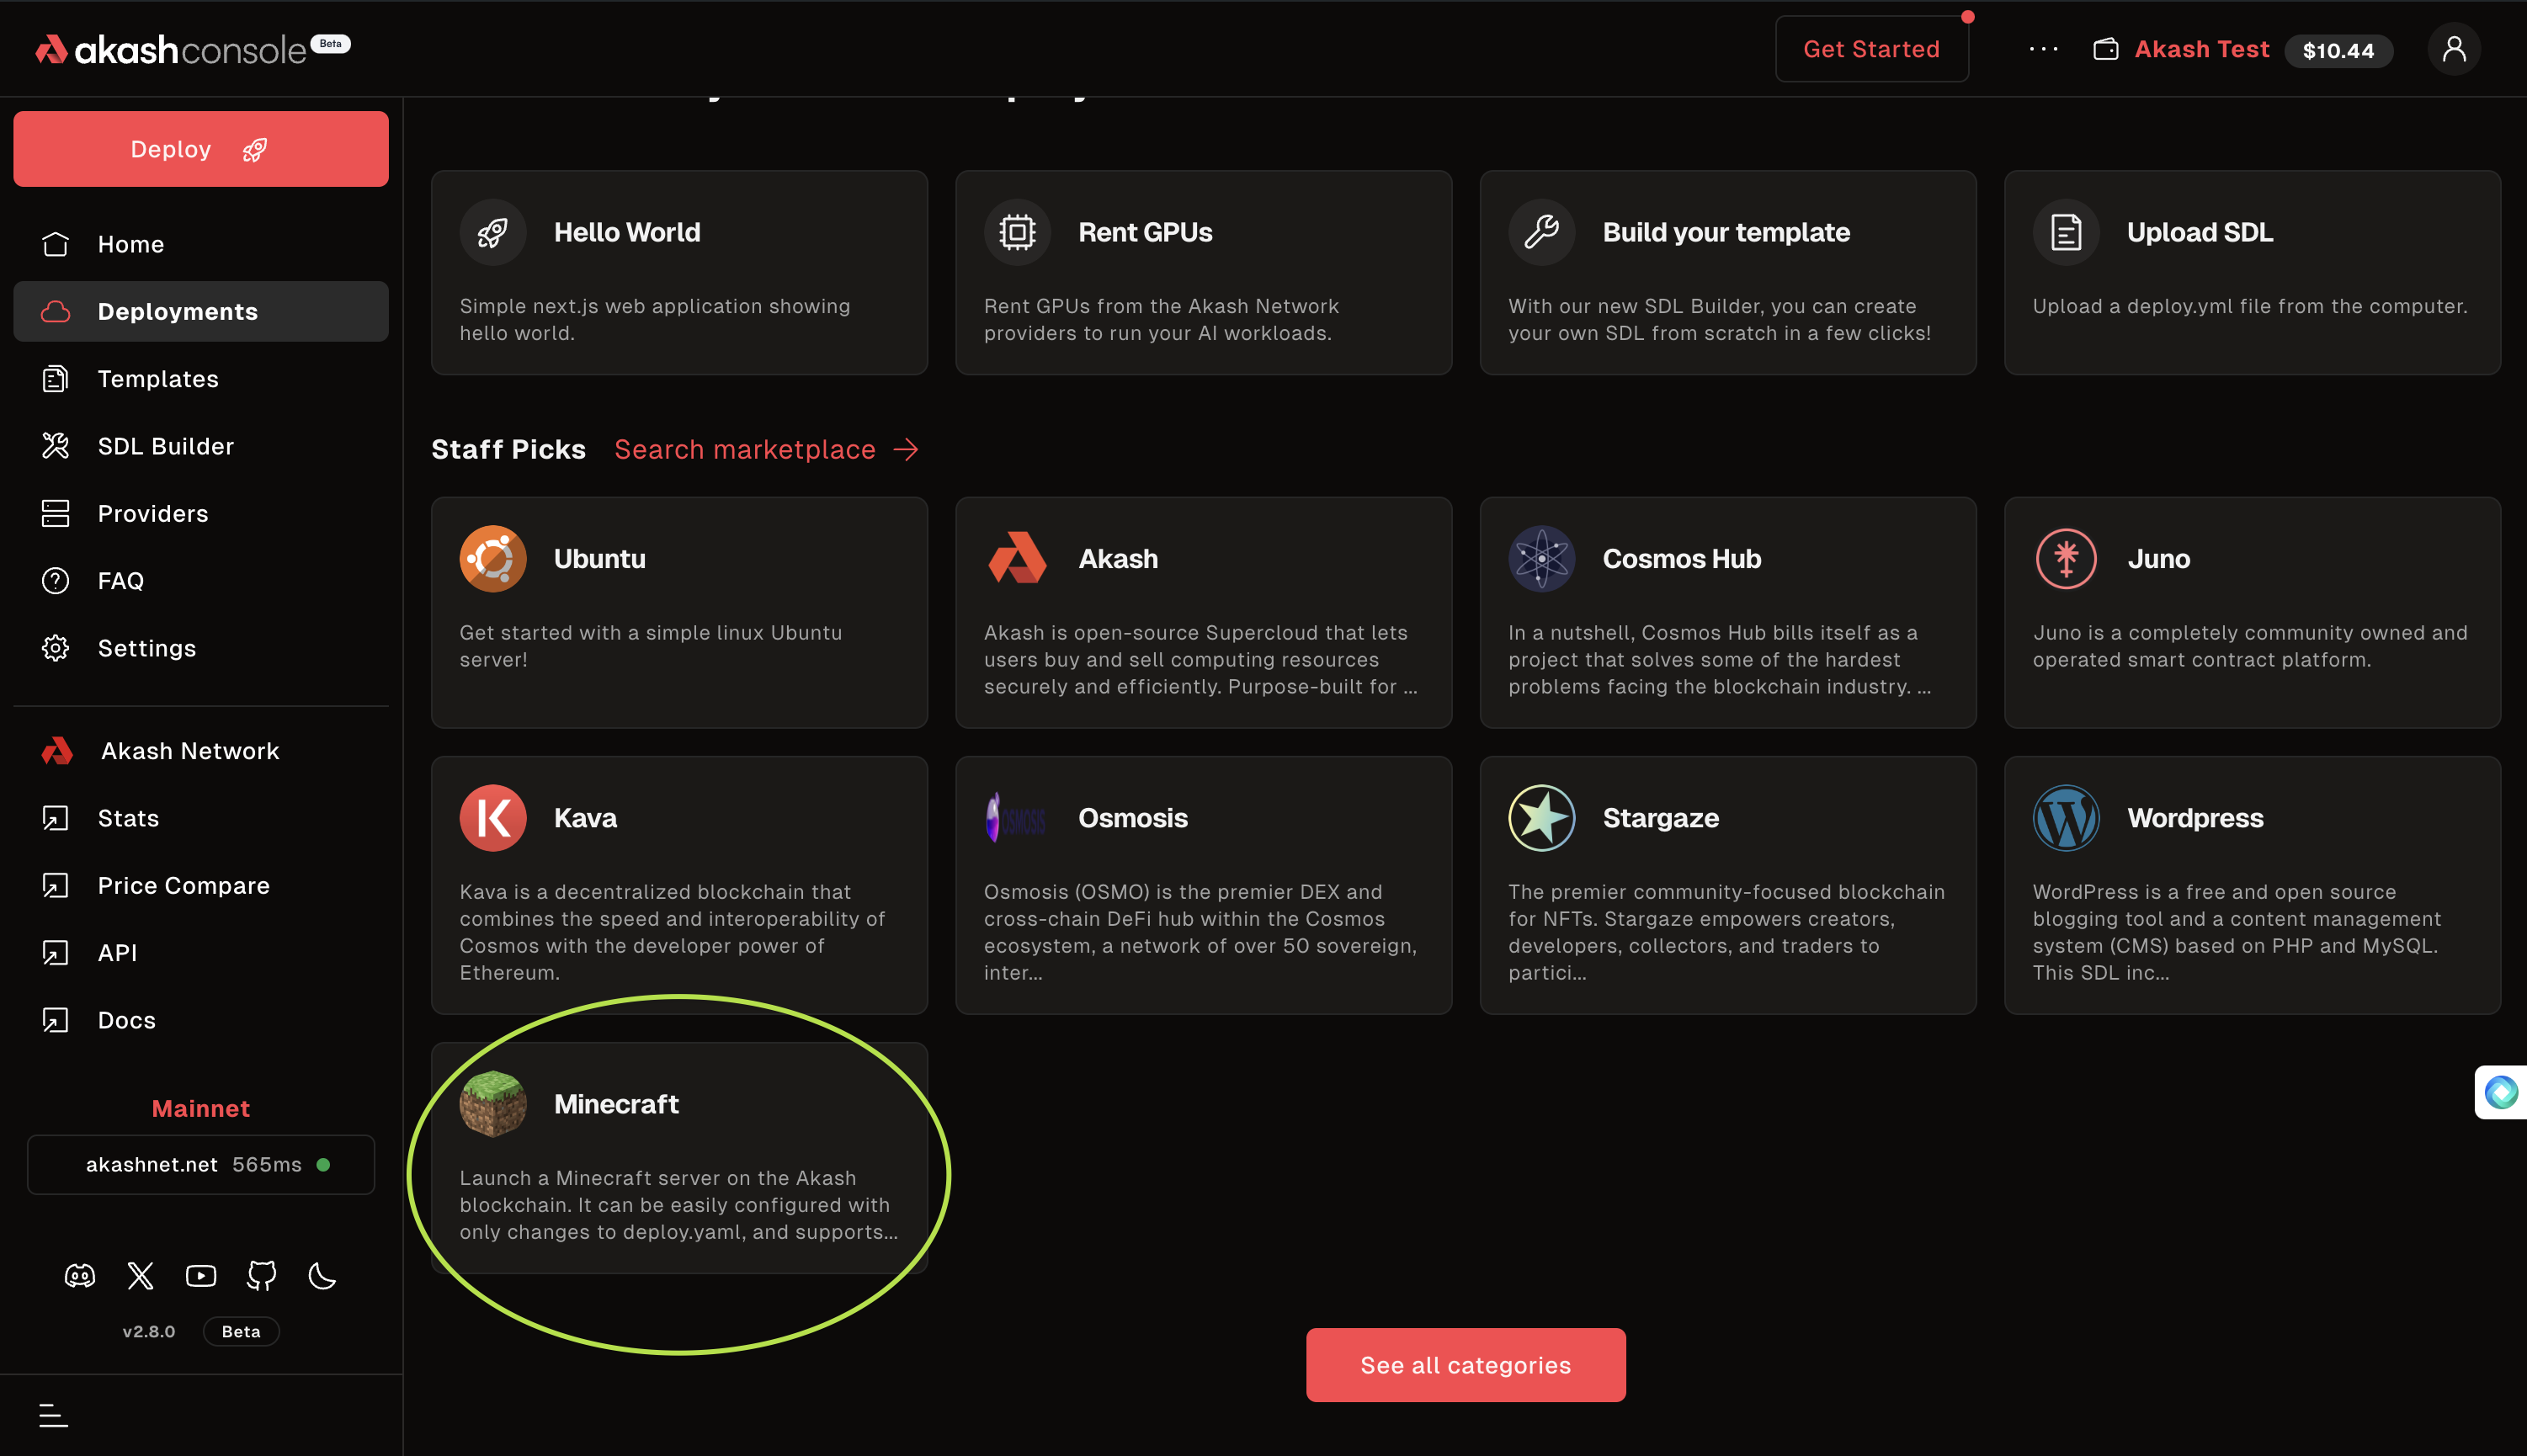 akashconsole Beta
Get Started
...
Akash Test
$10.44
Deploy
Home
Deployments
Templates
SDL Builder
Providers
FAQ
Settings
Akash Network
Stats
Price Compare
API
Docs
Mainnet
akashnet.net 565ms
v2.8.0
Beta
Hello World
Simple next.js web application showing
hello world.
Rent GPUs
Rent GPUs from the Akash Network
providers to run your AI workloads.
Build your template
With our new SDL Builder, you can create
your own SDL from scratch in a few clicks!
Upload SDL
Upload a deploy.yml file from the computer.
Staff Picks
Search marketplace
Ubuntu
Get started with a simple linux Ubuntu
server!
Akash
Akash is open-source Supercloud that lets
users buy and sell computing resources
securely and efficiently. Purpose-built for ...
Cosmos Hub
In a nutshell, Cosmos Hub bills itself as a
project that solves some of the hardest
problems facing the blockchain industry. ...
Juno
Juno is a completely community owned and
operated smart contract platform.
Kava
Kava is a decentralized blockchain that
combines the speed and interoperability of
Cosmos with the developer power of
Ethereum.
OSMOSIS
Osmosis
Osmosis (OSMO) is the premier DEX and
cross-chain DeFi hub within the Cosmos
ecosystem, a network of over 50 sovereign,
inter...
Stargaze
The premier community-focused blockchain
for NFTs. Stargaze empowers creators,
developers, collectors, and traders to
partici...
Wordpress
WordPress is a free and open source
blogging tool and a content management
system (CMS) based on PHP and MySQL.
This SDL inc...
Minecraft
Launch a Minecraft server on the Akash
blockchain. It can be easily configured with
only changes to deploy.yaml, and supports...
See all categories